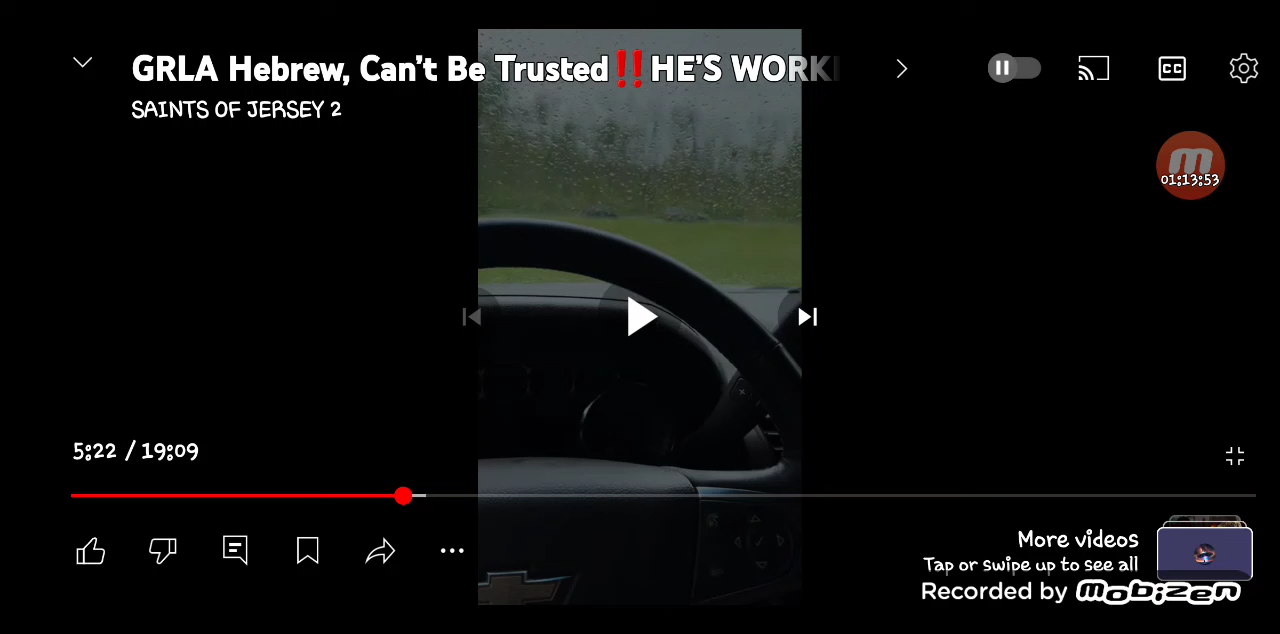 GRLA Hebrew, Can't Be Trusted‼️HE'S WORK
SAINTS OF JERSEY 2
CC
01:13:53
5:22 / 19:09
More videos
Tap or swipe up to see all
Recorded by mobizen